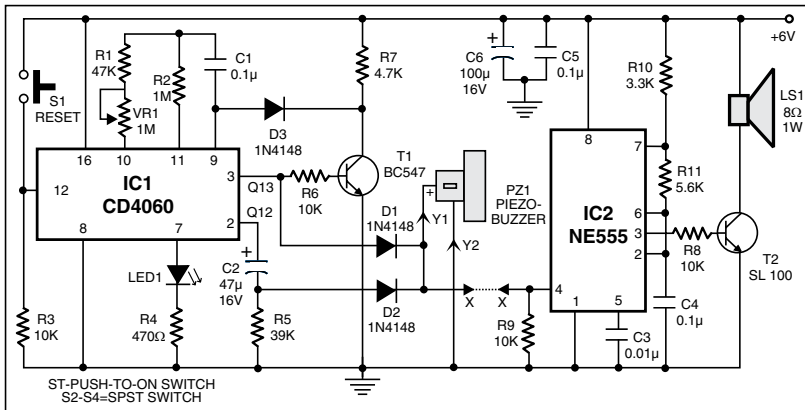 +6V
S1
RESET
R1
47K
VR1
1M
R2
1M
C1
0.1µ
D3
1N4148
R7
4.7K
C6
100µ
16V
+
C5
0.1µ
R10
3.3K
LS1
8Ω
1W
16
10
11
9
12
IC1
CD4060
3
2
8
7
Q13
Q12
R6
10K
T1
BC547
D1
1N4148
D2
1N4148
+
Y1
Y2
PZ1
PIEZO-
BUZZER
X
X
+
C2
47µ
16V
R5
39K
LED1
R4
470Ω
R3
10K
R9
10K
8
7
6
3
2
4
1
5
IC2
NE555
R11
5.6K
R8
10K
T2
SL 100
C4
0.1µ
C3
0.01µ
ST-PUSH-TO-ON SWITCH
S2-S4=SPST SWITCH